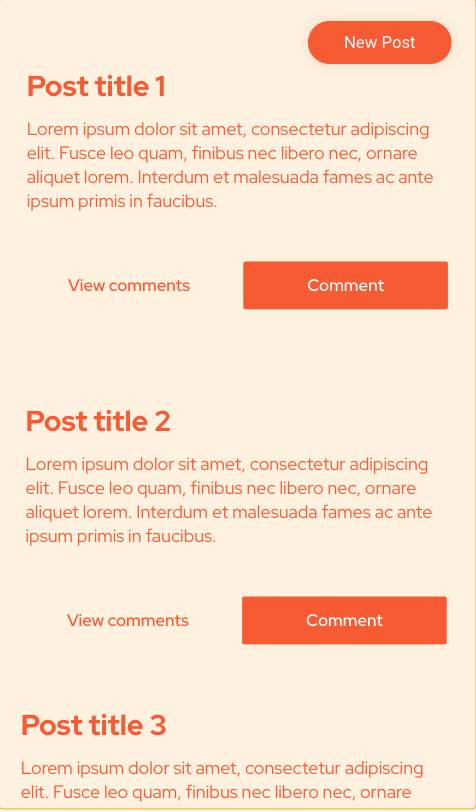 New Post
Post title 1
Lorem ipsum dolor sit amet, consectetur adipiscing
elit. Fusce leo quam, finibus nec libero nec, ornare
aliquet lorem. Interdum et malesuada fames ac ante
ipsum primis in faucibus.
View comments
Comment
Post title 2
Lorem ipsum dolor sit amet, consectetur adipiscing
elit. Fusce leo quam, finibus nec libero nec, ornare
aliquet lorem. Interdum et malesuada fames ac ante
ipsum primis in faucibus.
View comments
Comment
Post title 3
Lorem ipsum dolor sit amet, consectetur adipiscing
elit. Fusce leo quam, finibus nec libero nec, ornare